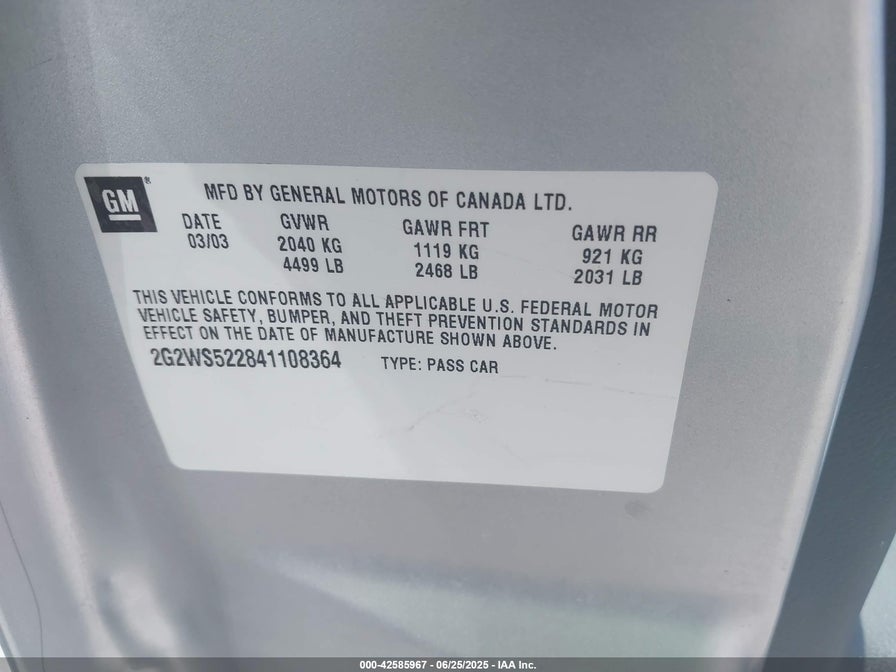 GM®
MFD BY GENERAL MOTORS OF CANADA LTD.
DATE GVWR GAWR FRT GAWR RR
03/03 2040 KG 1119 KG 921 KG
4499 LB 2468 LB 2031 LB
THIS VEHICLE CONFORMS TO ALL APPLICABLE U.S. FEDERAL MOTOR
VEHICLE SAFETY, BUMPER, AND THEFT PREVENTION STANDARDS IN
EFFECT ON THE DATE OF MANUFACTURE SHOWN ABOVE.
2G2WS522841108364 TYPE: PASS CAR
000-42585967 - 06/25/2025 - IAA Inc.